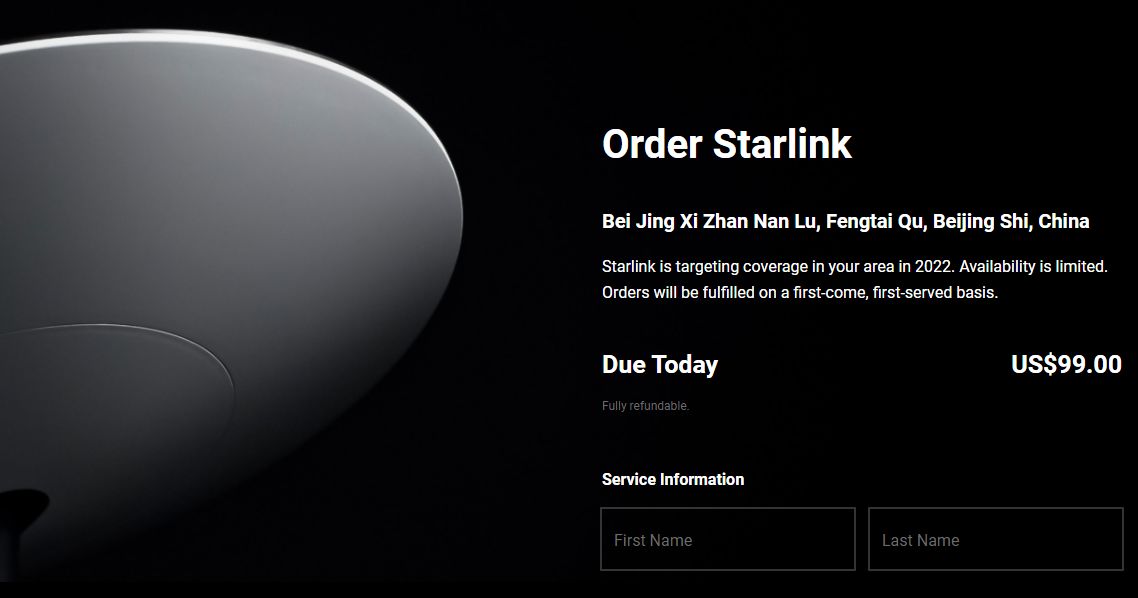 Order Starlink
Bei Jing Xi Zhan Nan Lu, Fengtai Qu, Beijing Shi, China
Starlink is targeting coverage in your area in 2022. Availability is limited.
Orders will be fulfilled on a first-come, first-served basis.
Due Today US$99.00
Fully refundable.
Service Information
First Name Last Name